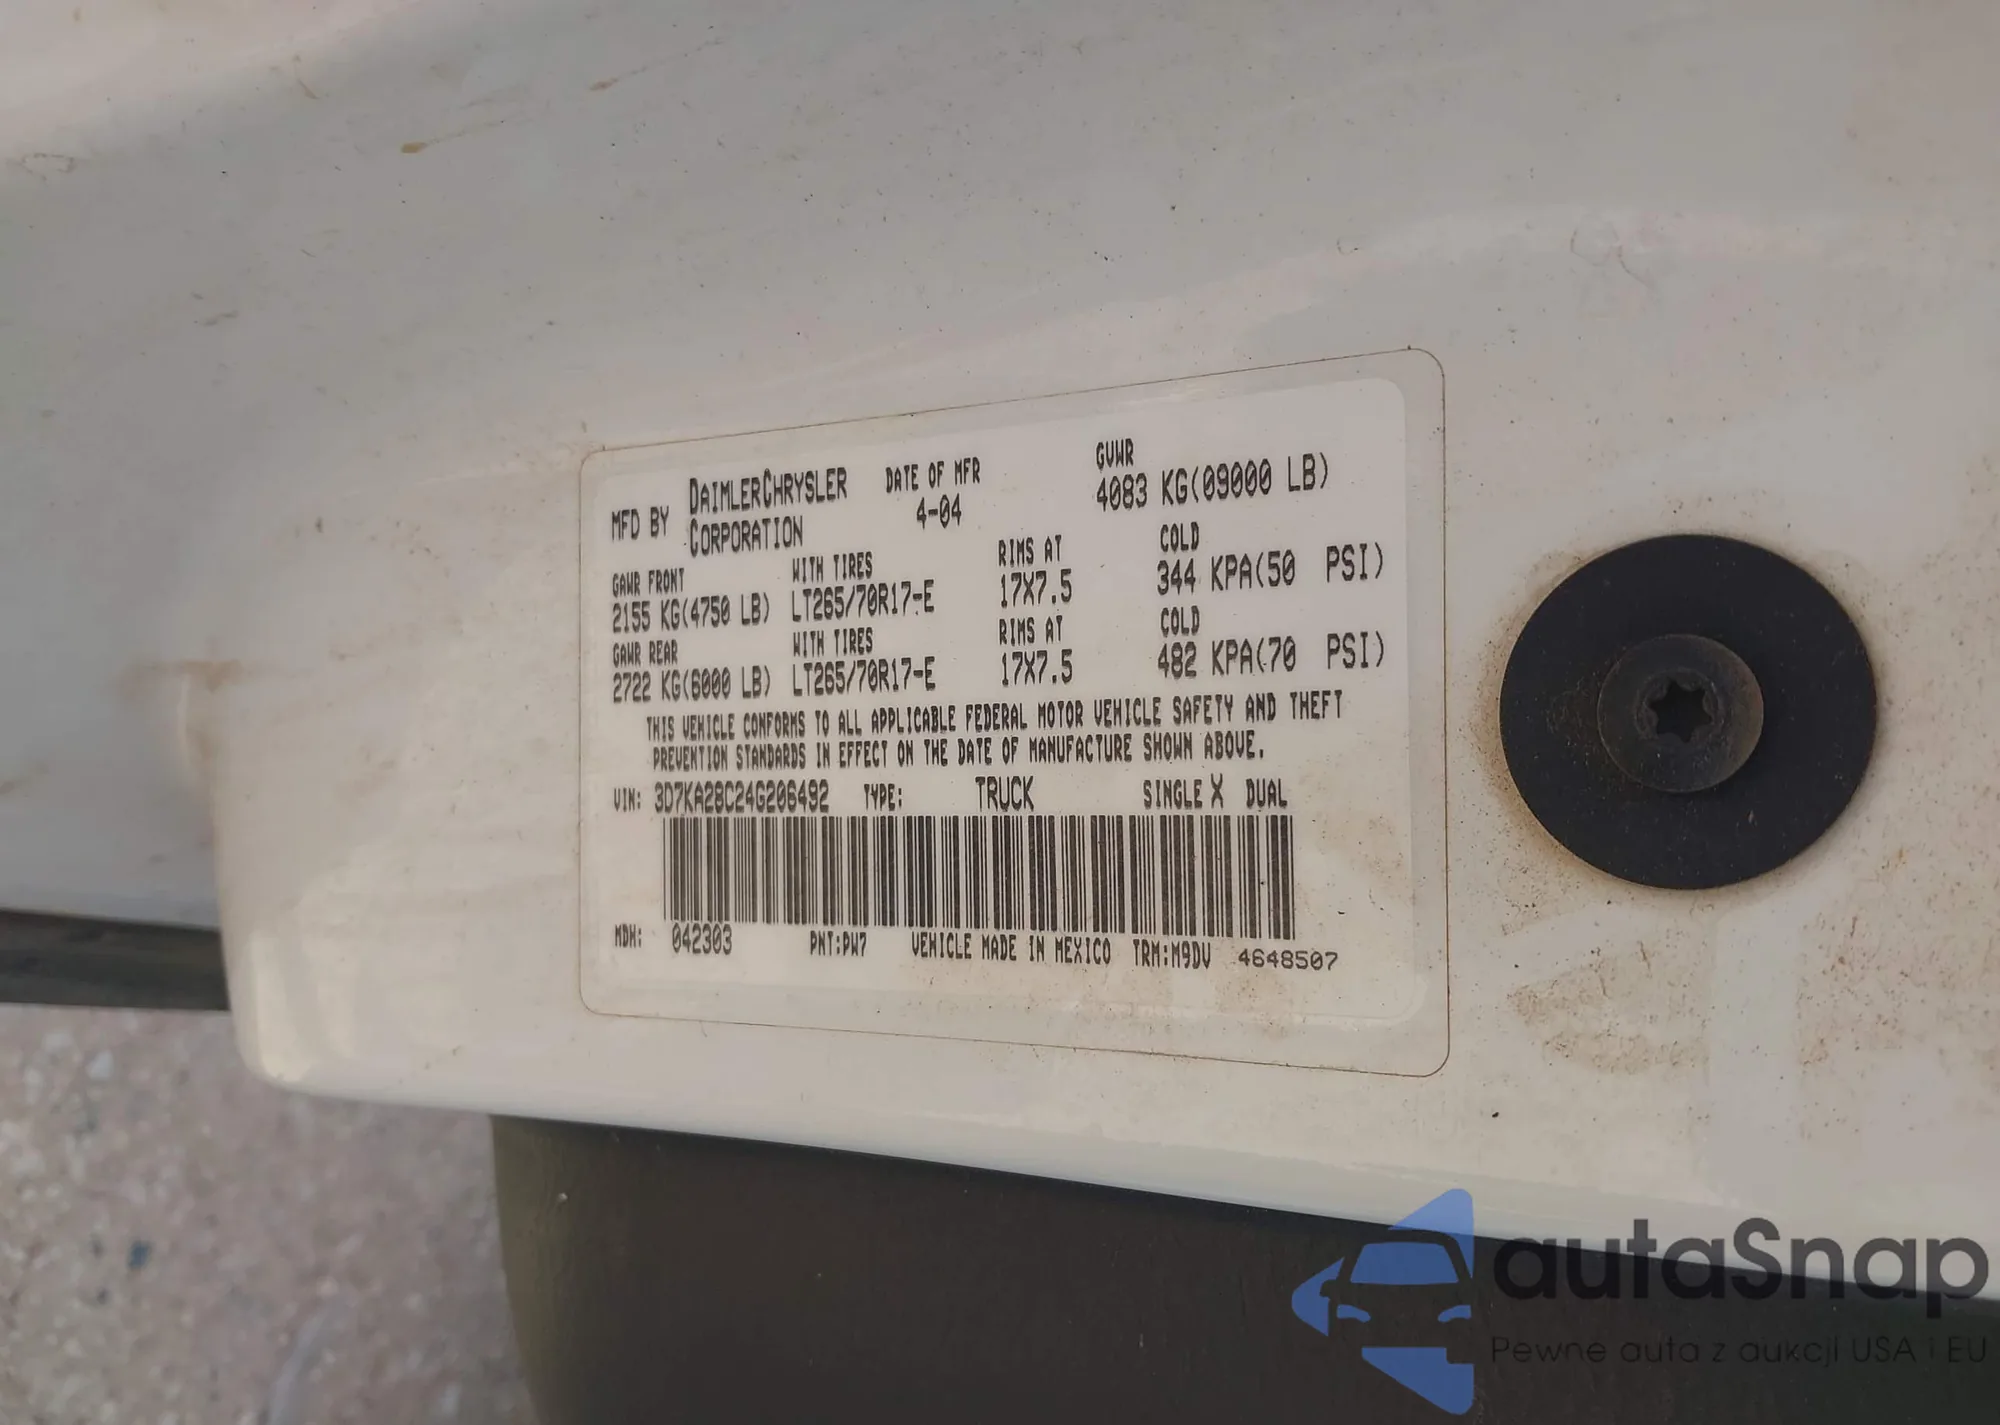 MFD BY DAIMLERCHRYSLER CORPORATION DATE OF MFR 4-04 GVWR 4083 KG(09000 LB)
GAWR FRONT WITH TIRES RIMS AT COLD
2155 KG(4750 LB) LT265/70R17-E 17X7.5 344 KPA(50 PSI)
GAWR REAR WITH TIRES RIMS AT COLD
2722 KG(6000 LB) LT265/70R17-E 17X7.5 482 KPA(70 PSI)
THIS VEHICLE CONFORMS TO ALL APPLICABLE FEDERAL MOTOR VEHICLE SAFETY AND THEFT
PREVENTION STANDARDS IN EFFECT ON THE DATE OF MANUFACTURE SHOWN ABOVE.
VIN: 3D7KA28C24G206492 TYPE: TRUCK SINGLE X DUAL
MDH: 042303 PNT:PW7 VEHICLE MADE IN MEXICO TRM:M9DV 4648507
autaSnap
Pewne auta z aukcji USA i EU